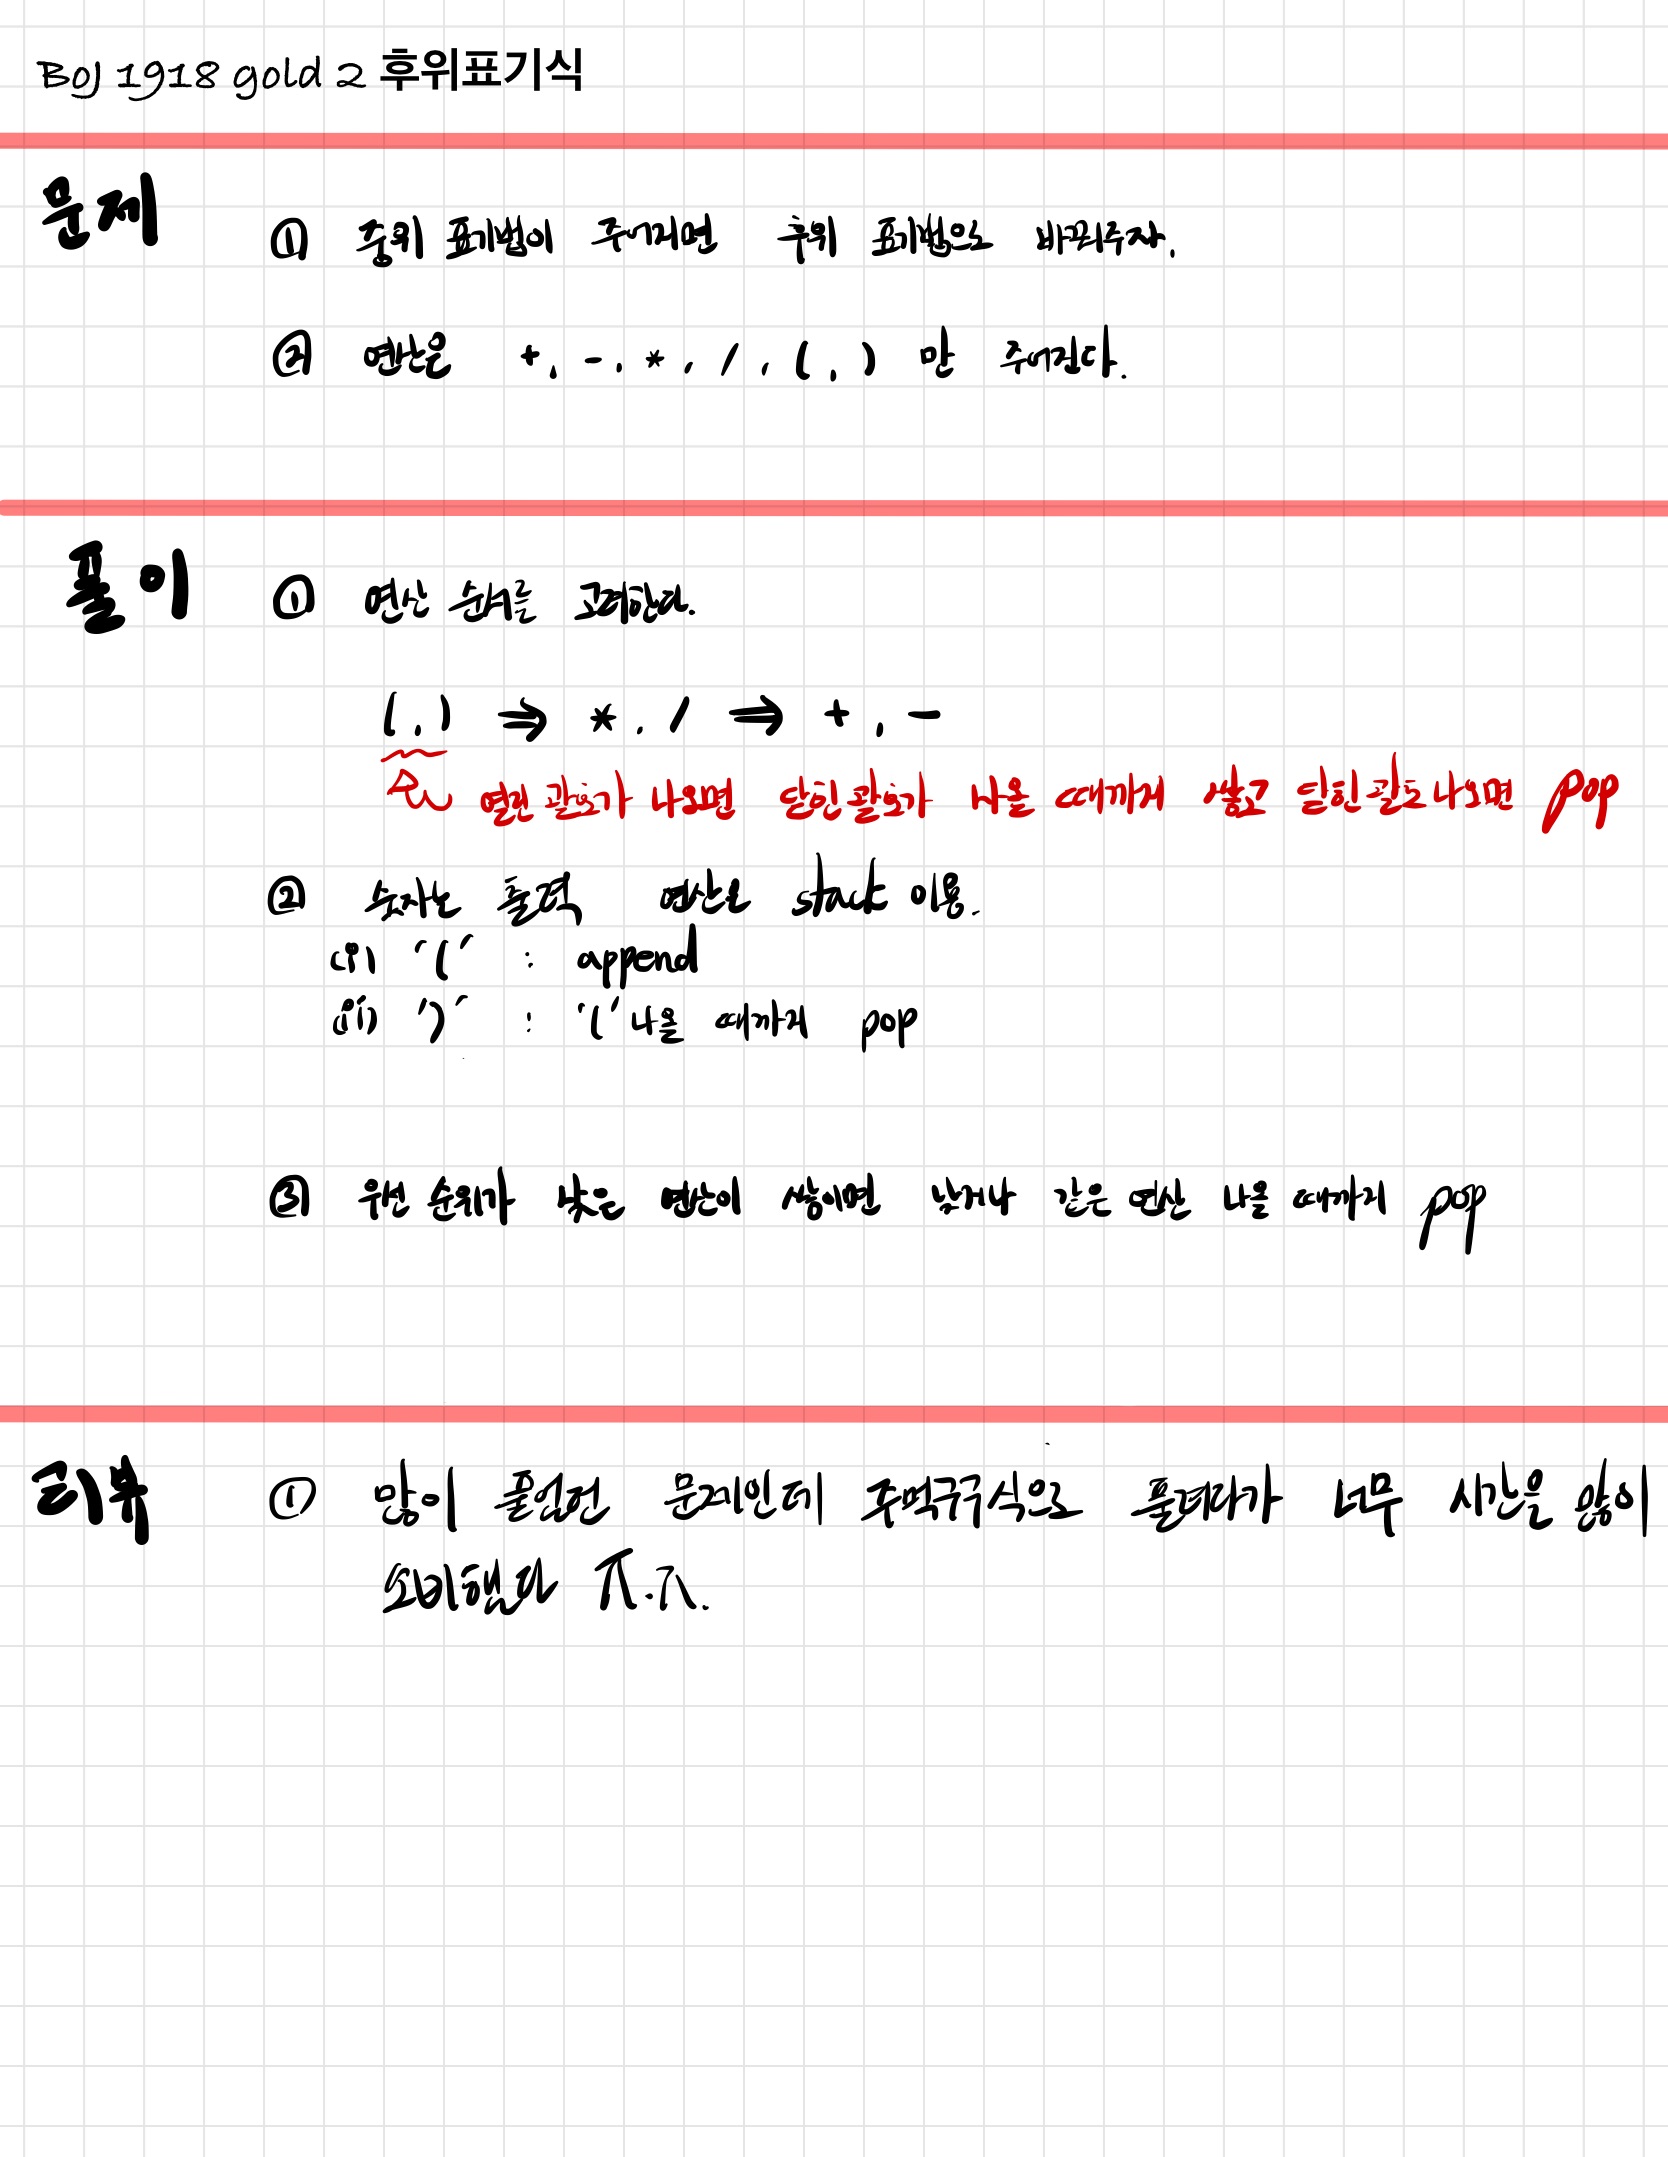 BOJ 1918 gold 2 후위표기식
문제 ① 중위 표기법이 주어지면 후위 표기법으로 바꿔주자.
② 연산은 +, -, *, /, (, ) 만 주어진다.
풀이 ① 연산 순서를 고려한다.
(, ) ⇒ *, / ⇒ +, -
열린 괄호가 나오면 닫힌 괄호가 나올 때까지 쌓고 닫힌 괄호 나오면 pop
② 숫자는 출력 연산은 stack 이용.
(i) '(' : append
(ii) ')' : '(' 나올 때까지 pop
③ 우선 순위가 낮은 연산이 쌓이면 낮거나 같은 연산 나올 때까지 pop
리뷰 ① 많이 풀었던 문제인데 주먹구구식으로 풀려다가 너무 시간을 많이
소비했다 ㅠ.ㅠ.